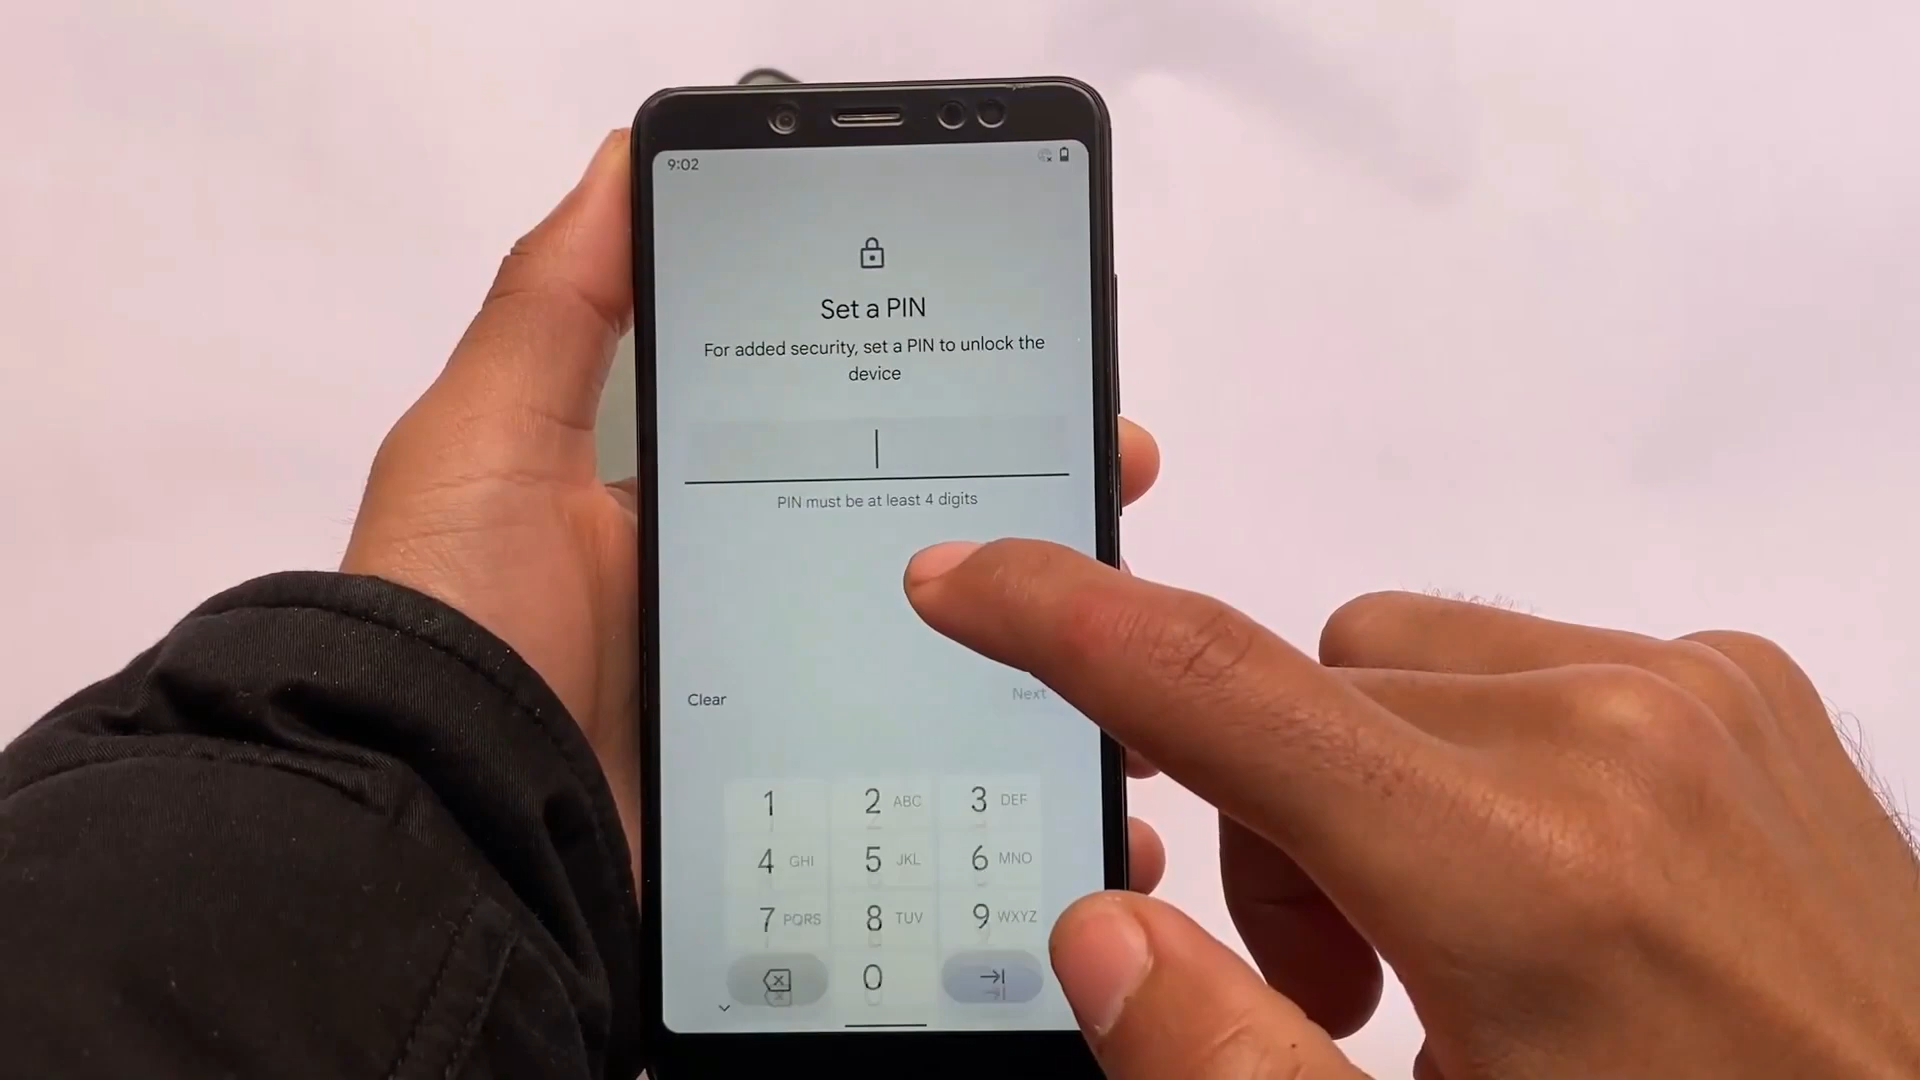 9:02
Set a PIN
For added security, set a PIN to unlock the
device
PIN must be at least 4 digits
Clear Next
1 2 ABC 3 DEF
4 GHI 5 JKL 6 MNO
7 PQRS 8 TUV 9 WXYZ
0